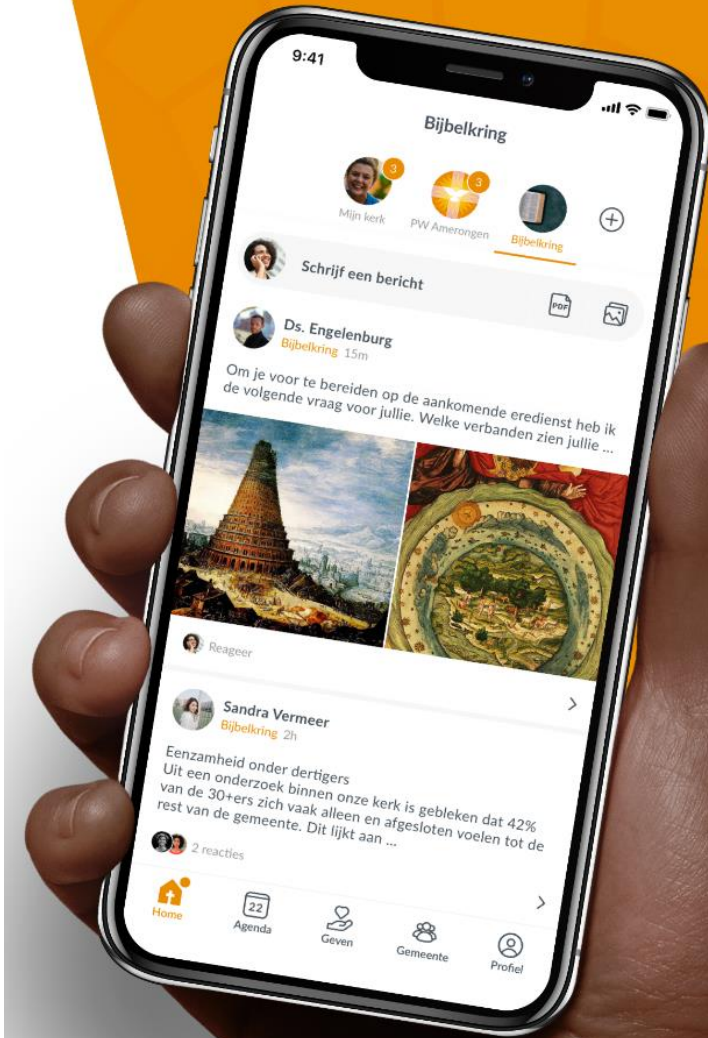 9:41
Bijbelkring
3
3
Mijn kerk
PW Amerongen
Bijbelkring
Schrijf een bericht
PDF
Ds. Engelenburg
Bijbelkring 15m
Om je voor te bereiden op de aankomende eredienst heb ik
de volgende vraag voor jullie. Welke verbanden zien jullie ...
Reageer
Sandra Vermeer
Bijbelkring 2h
Eenzaamheid onder dertigers
Uit een onderzoek binnen onze kerk is gebleken dat 42%
van de 30+ers zich vaak alleen en afgesloten voelen tot de
rest van de gemeente. Dit lijkt aan ...
2 reacties
Home
22
Agenda
Geven
Gemeente
Profiel